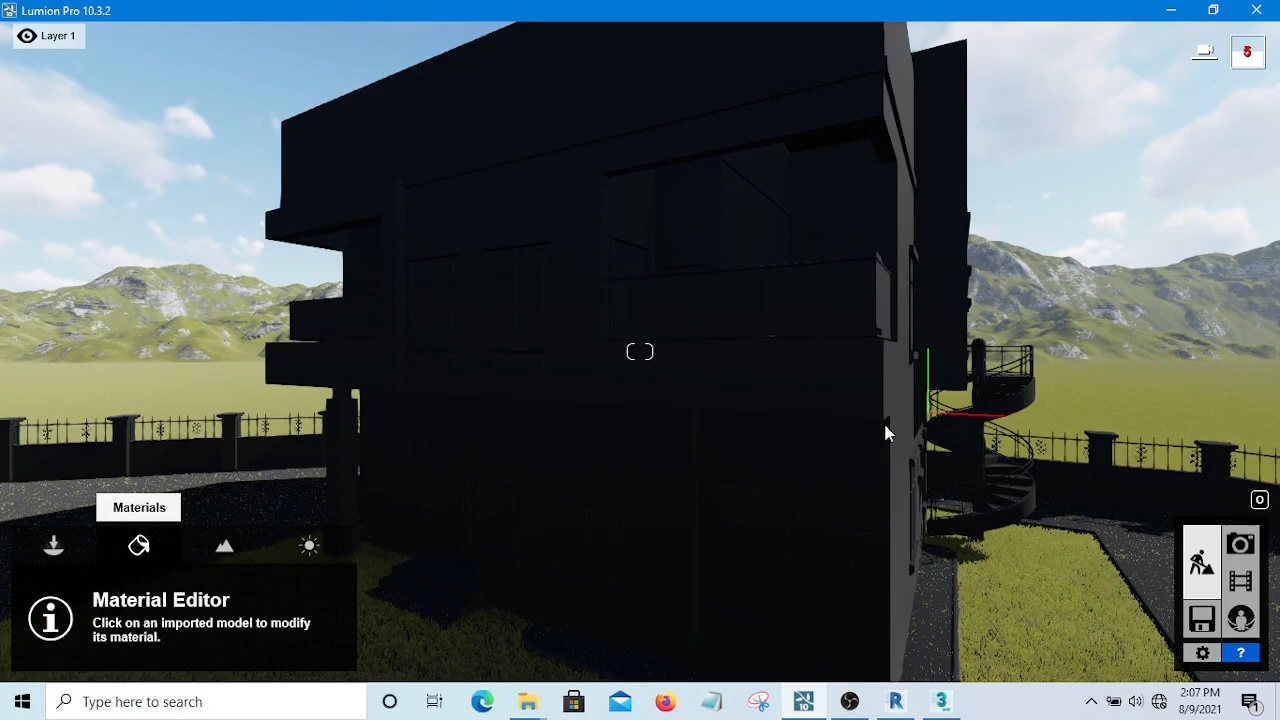 Lumion Pro 10.3.2
Layer 1
5
Materials
Material Editor
Click on an imported model to modify
its material.
O
?
Type here to search
2:07 PM
8/9/2021
1